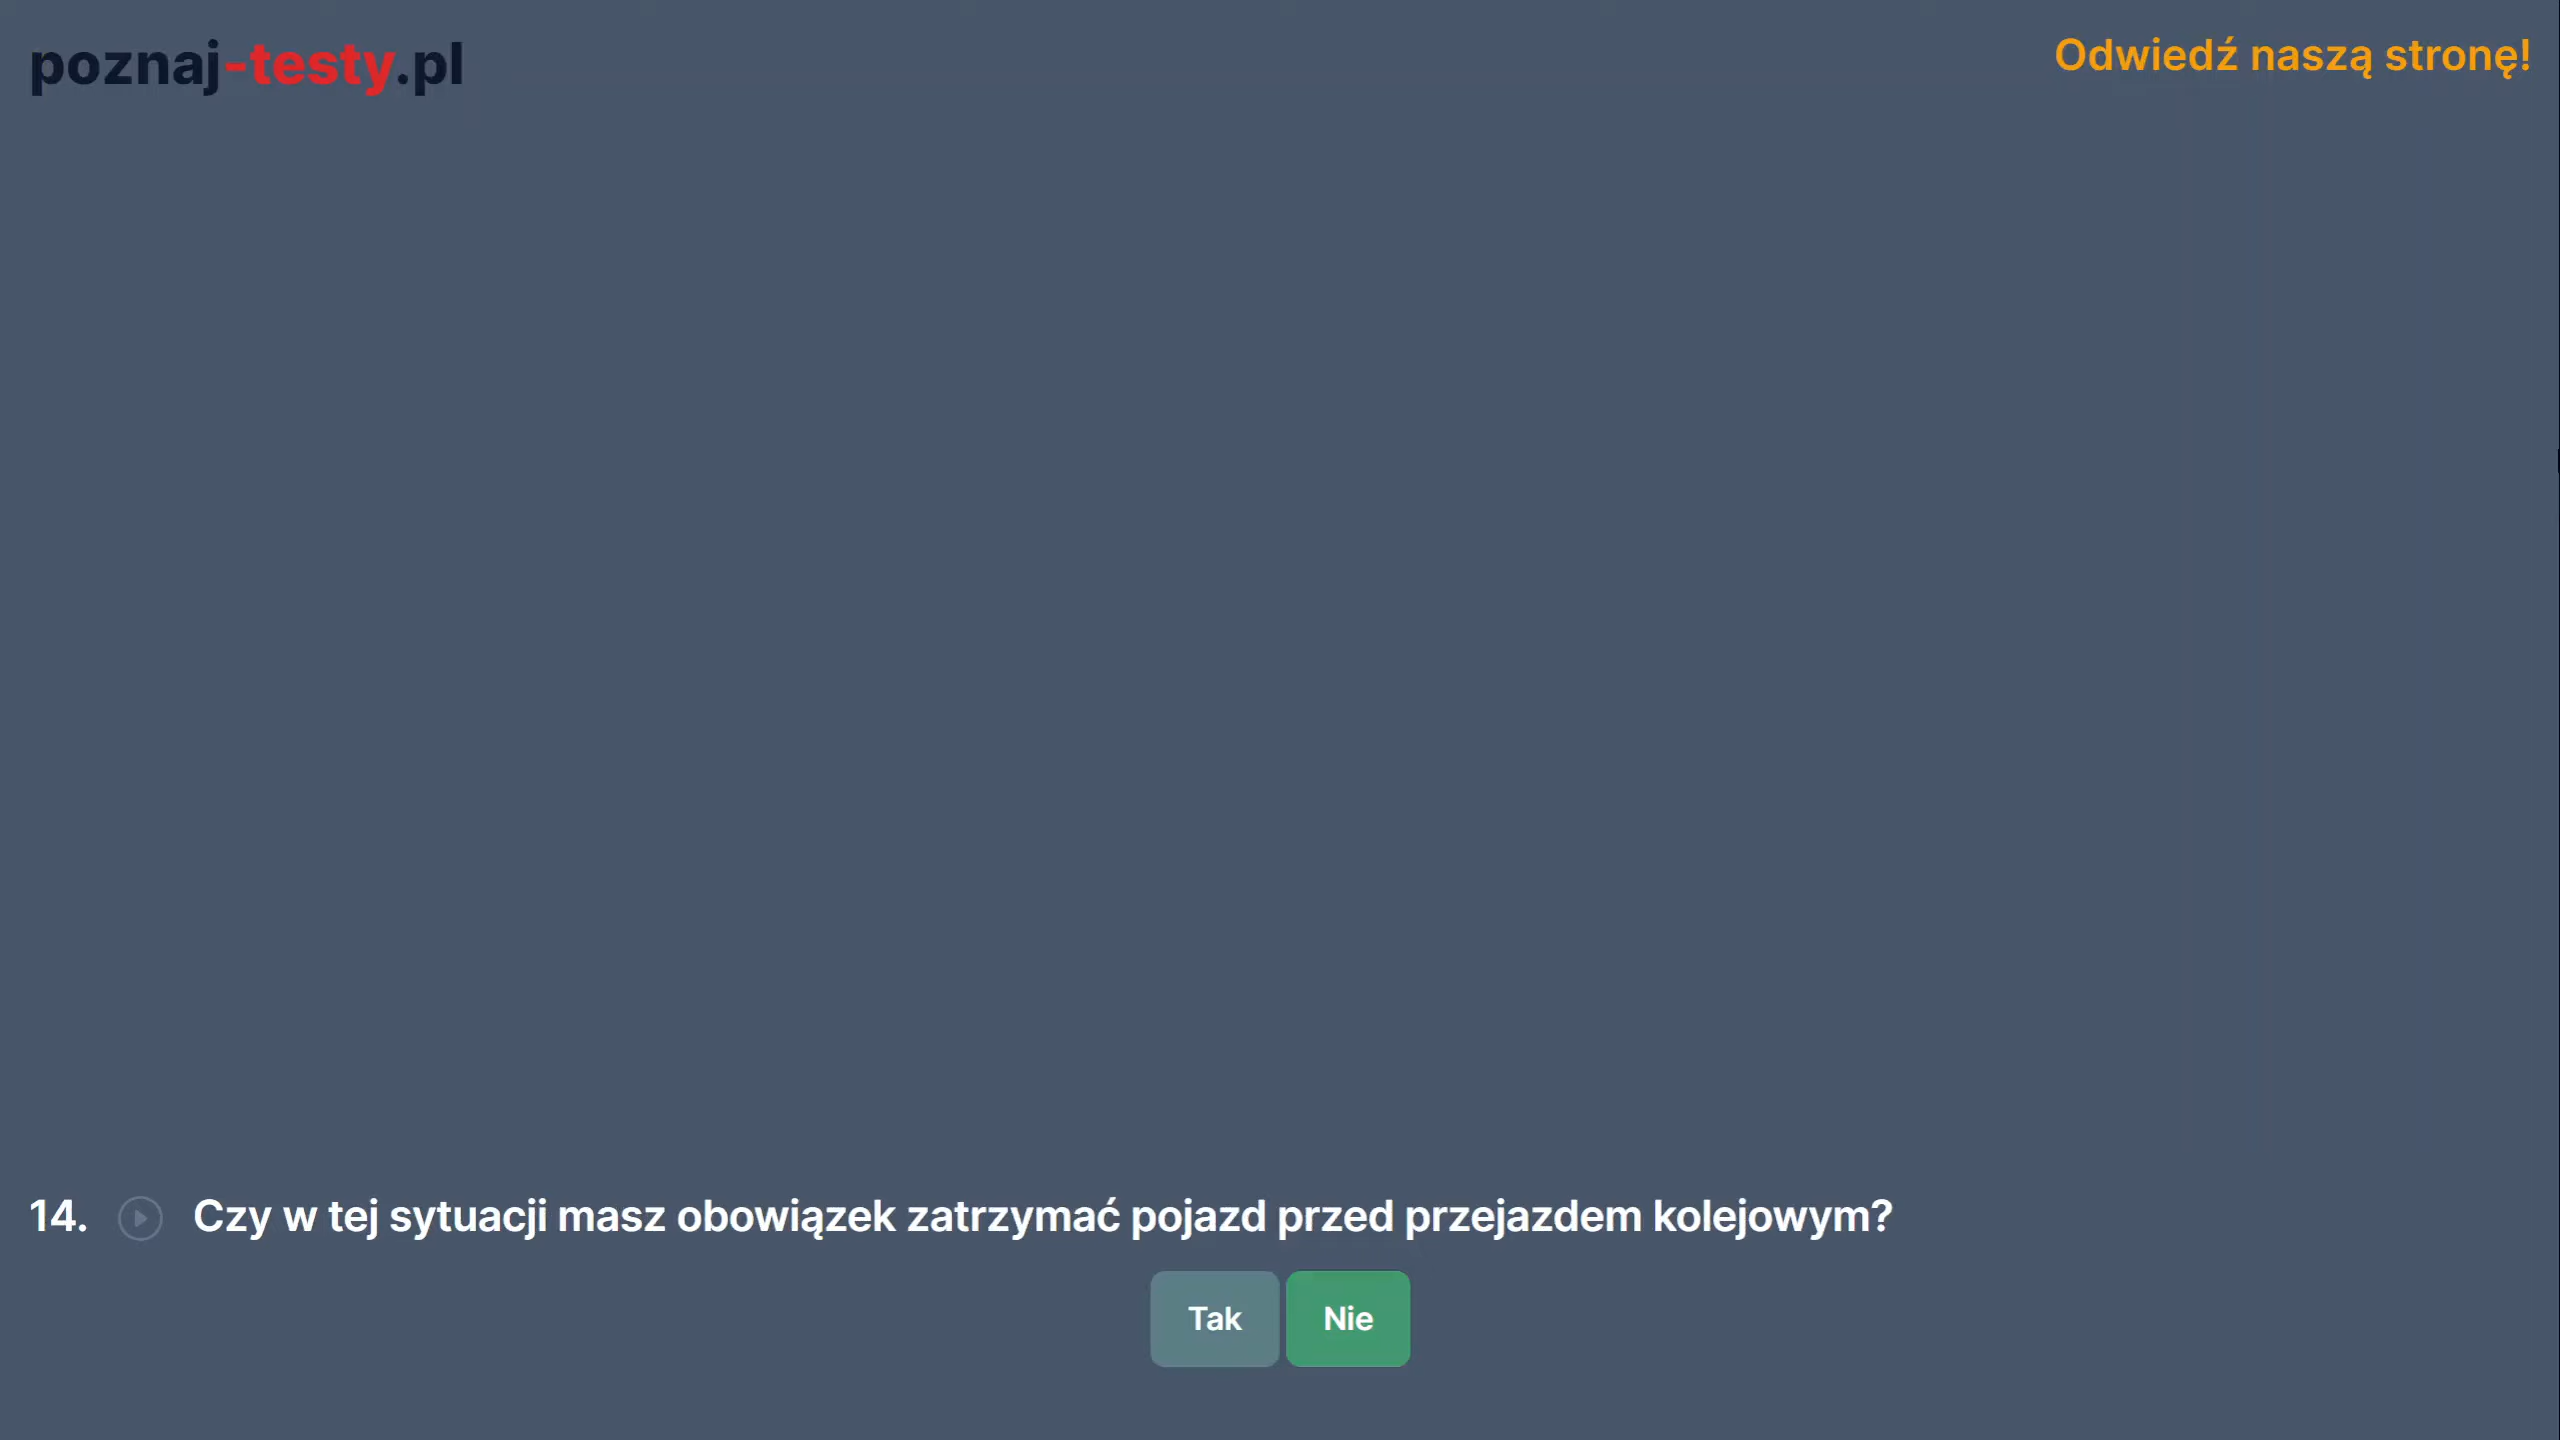 poznaj-testy.pl
Odwiedź naszą stronę!
14. Czy w tej sytuacji masz obowiązek zatrzymać pojazd przed przejazdem kolejowym?
Tak Nie